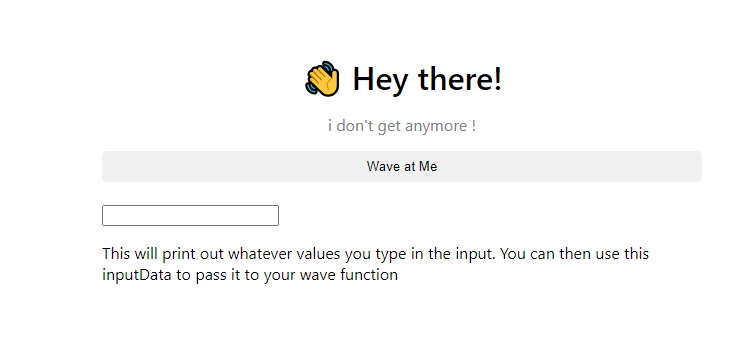 👋 Hey there!
i don't get anymore !
Wave at Me
This will print out whatever values you type in the input. You can then use this
inputData to pass it to your wave function